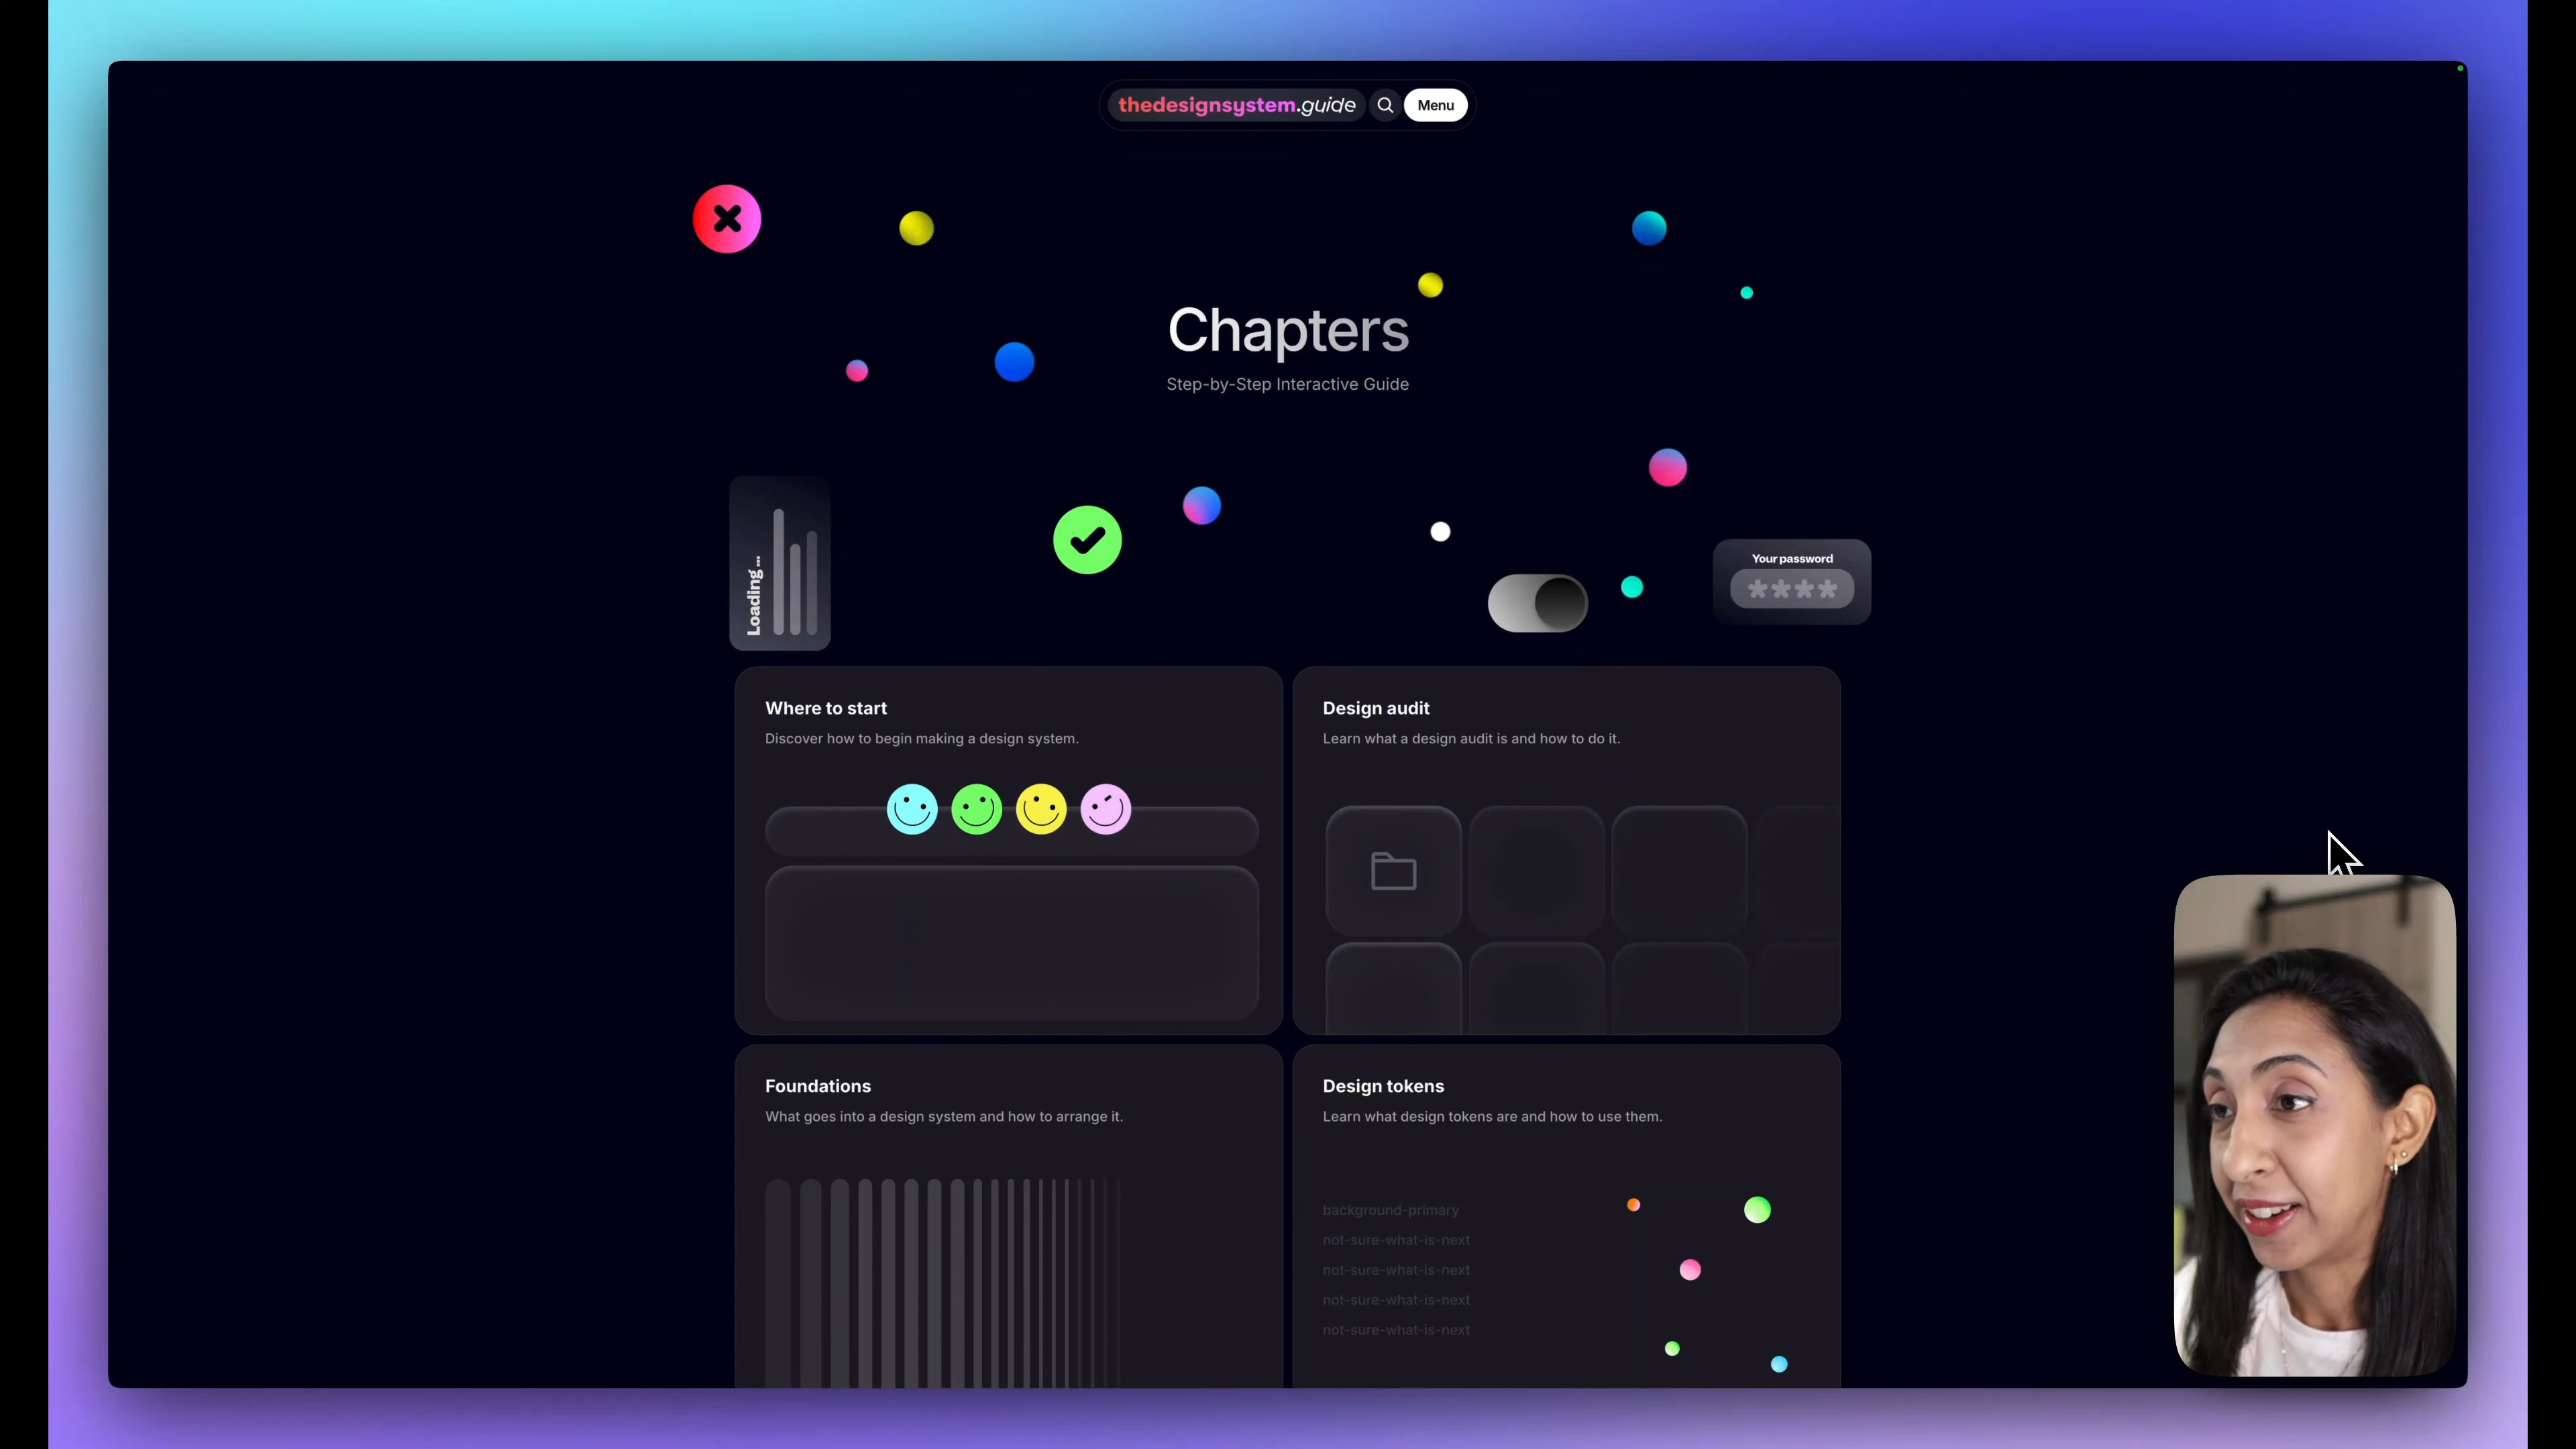 thedesignsystem.guide
Menu
Chapters
Step-by-Step Interactive Guide
Loading...
Your password
****
Where to start
Discover how to begin making a design system.
Design audit
Learn what a design audit is and how to do it.
Foundations
What goes into a design system and how to arrange it.
Design tokens
Learn what design tokens are and how to use them.
background-primary
not-sure-what-is-next
not-sure-what-is-next
not-sure-what-is-next
not-sure-what-is-next